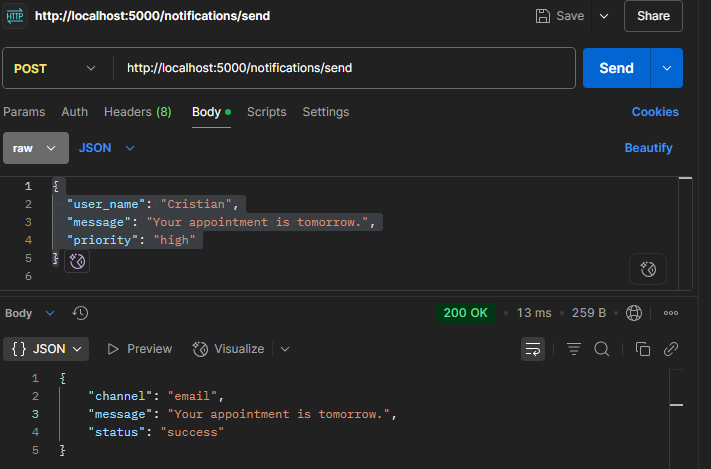 HTTP http://localhost:5000/notifications/send Save Share
POST http://localhost:5000/notifications/send Send
Params Auth Headers (8) Body Scripts Settings Cookies
raw JSON Beautify
1 {
2 "user_name": "Cristian",
3 "message": "Your appointment is tomorrow.",
4 "priority": "high"
5 }
6
Body 200 OK • 13 ms • 259 B
{} JSON Preview Visualize
1 {
2 "channel": "email",
3 "message": "Your appointment is tomorrow.",
4 "status": "success"
5 }